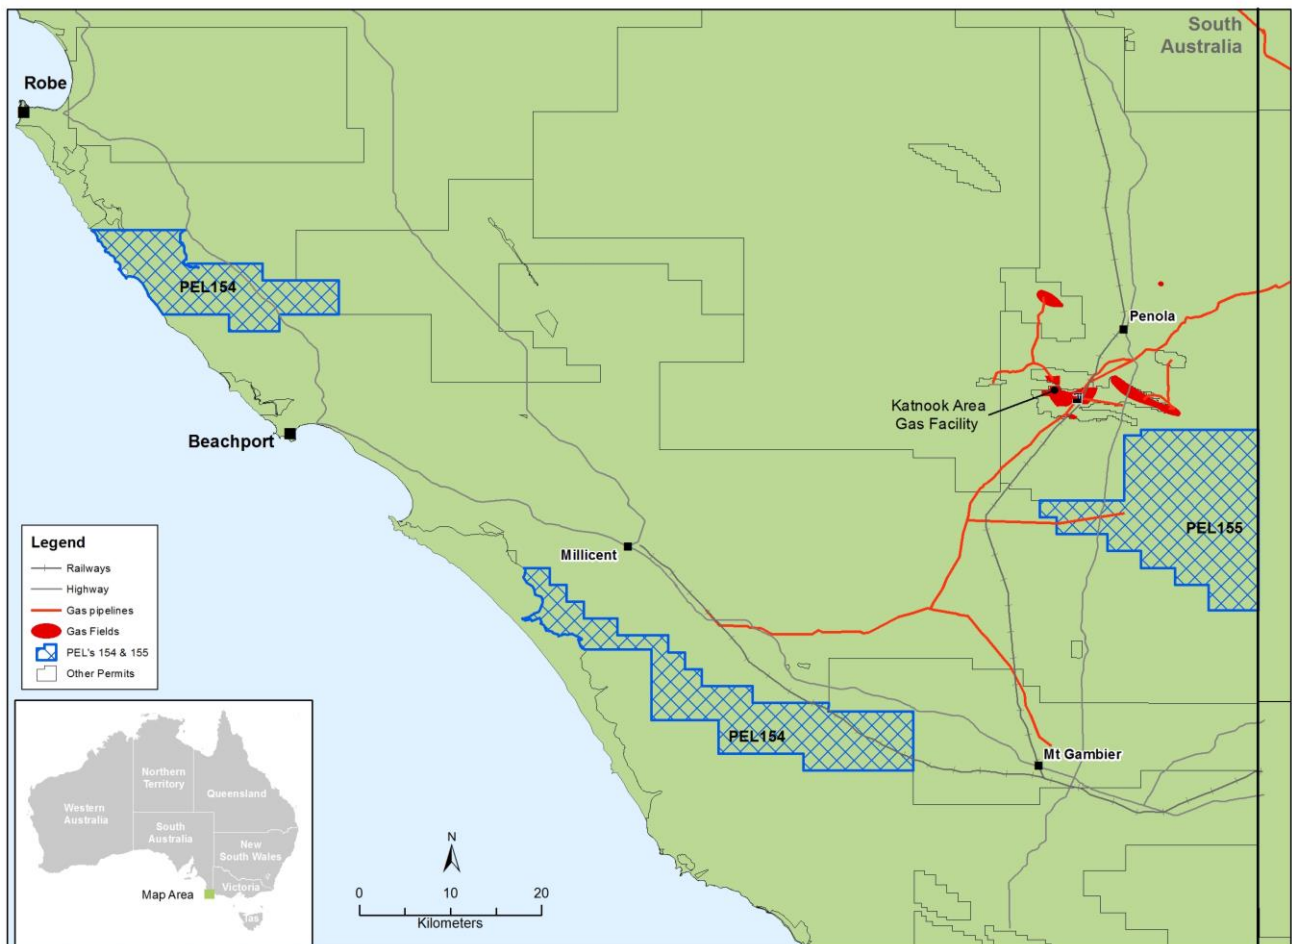 South
Australia
Robe
PEL154
Penola
Katnook Area
Gas Facility
Beachport
PEL155
Millicent
Legend
Railways
Highway
Gas pipelines
Gas Fields
PEL's 154 & 155
Other Permits
PEL154
Mt Gambier
Northern
Territory
Queensland
Western
Australia
South
Australia
New
South Wales
Victoria
Map Area
Tas
N
0 10 20
Kilometers